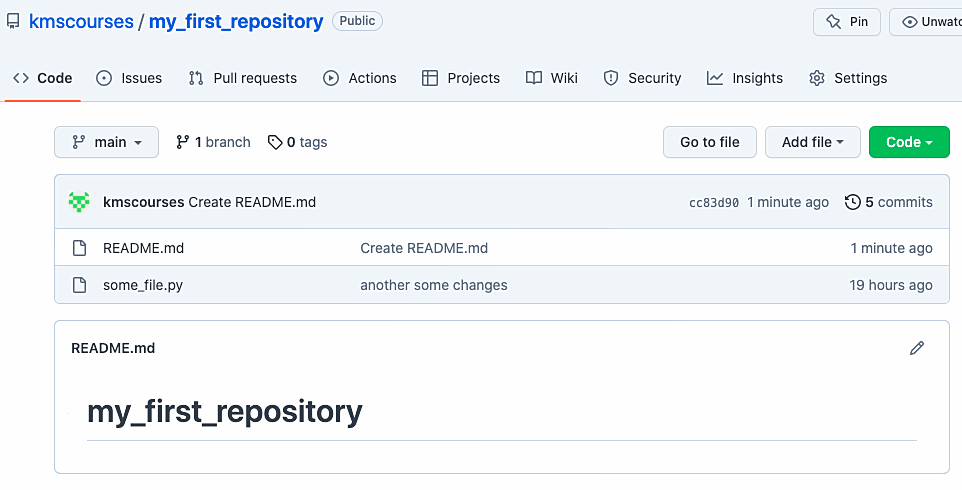 kmscourses / my_first_repository Public Pin
Code Issues Pull requests Actions Projects Wiki Security Insights Settings
main 1 branch 0 tags Go to file Add file Code
kmscourses Create README.md cc83d90 1 minute ago 5 commits
README.md Create README.md 1 minute ago
some_file.py another some changes 19 hours ago
README.md
my_first_repository